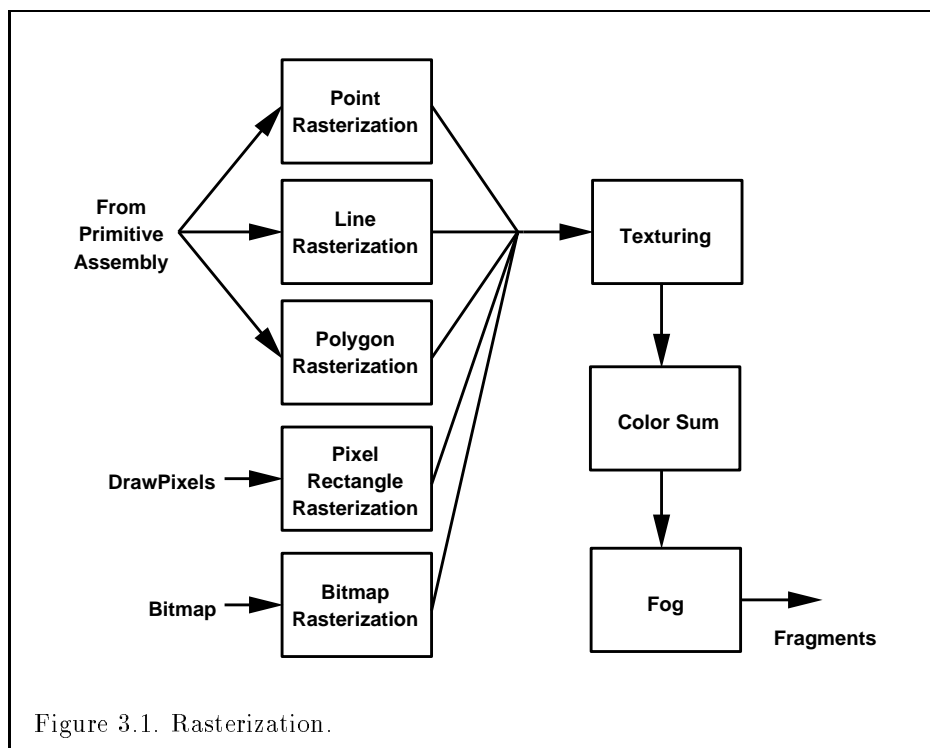 Point
Rasterization
From
Primitive
Assembly
Line
Rasterization
Texturing
Polygon
Rasterization
Color Sum
DrawPixels
Pixel
Rectangle
Rasterization
Bitmap
Bitmap
Rasterization
Fog
Fragments
Figure 3.1. Rasterization.